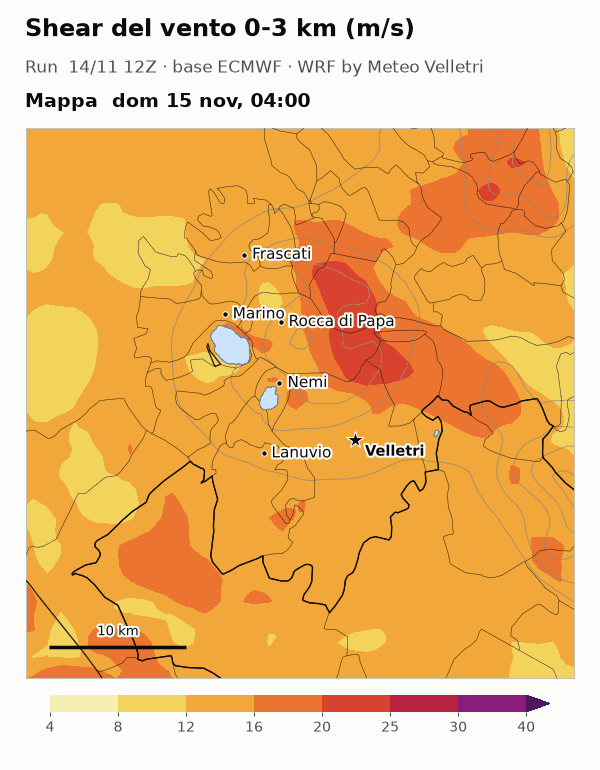 Shear del vento 0-3 km (m/s)
Run  14/11 12Z · base ECMWF · WRF by Meteo Velletri
Mappa  dom 15 nov, 04:00
Frascati
Marino
Rocca di Papa
Nemi
Velletri
Lanuvio
10 km
4 8 12 16 20 25 30 40